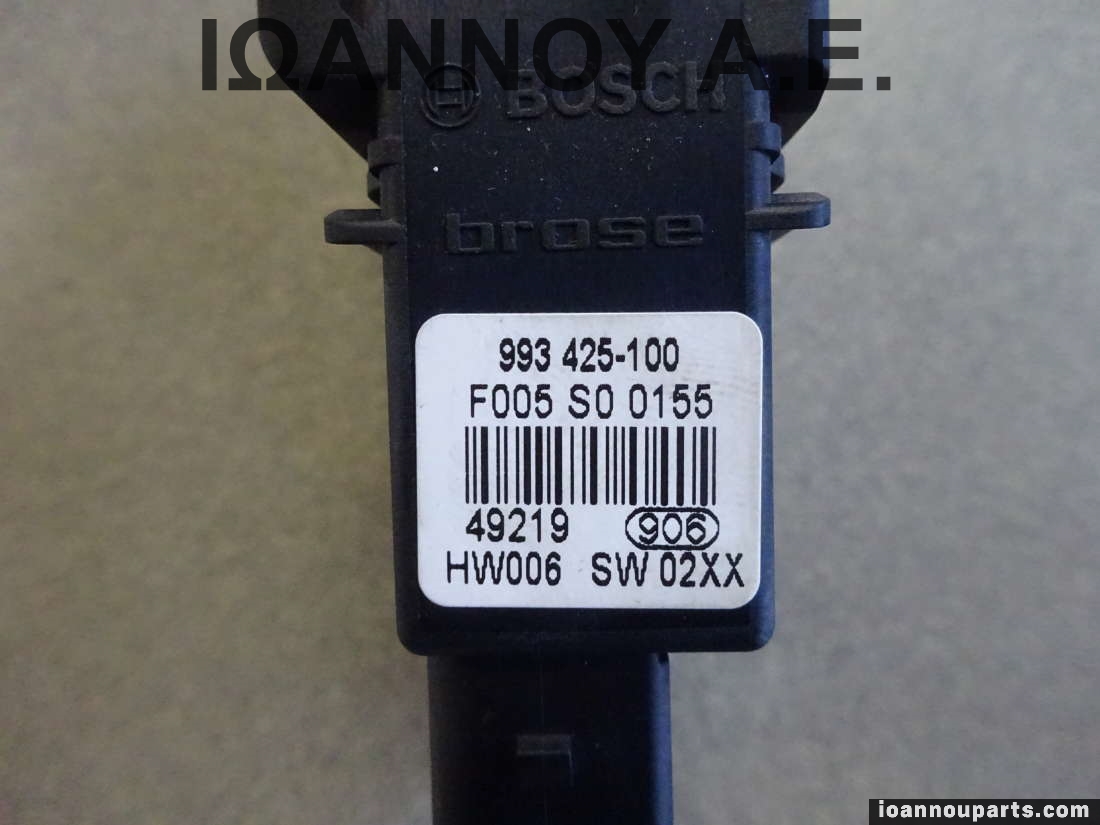 ΙΩΑΝΝΟΥ Α.Ε.
BOSCH
brose
993 425-100
F005 S0 0155
49219 906
HW006 SW 02XX
ioannouparts.com